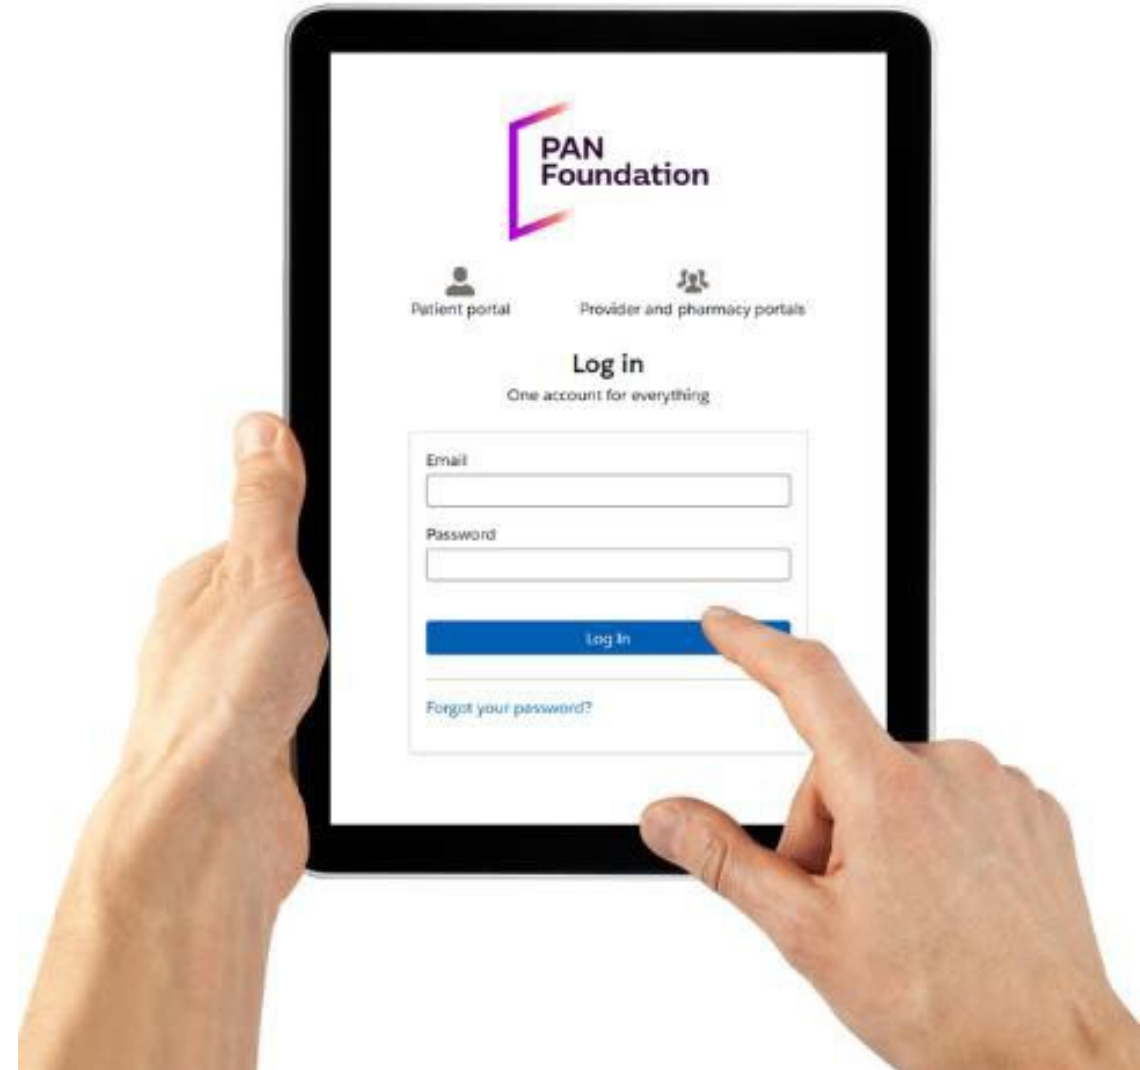 PAN
Foundation
Patient portal
Provider and pharmacy portals
Log in
One account for everything
Email
Password
Log In
Forgot your password?